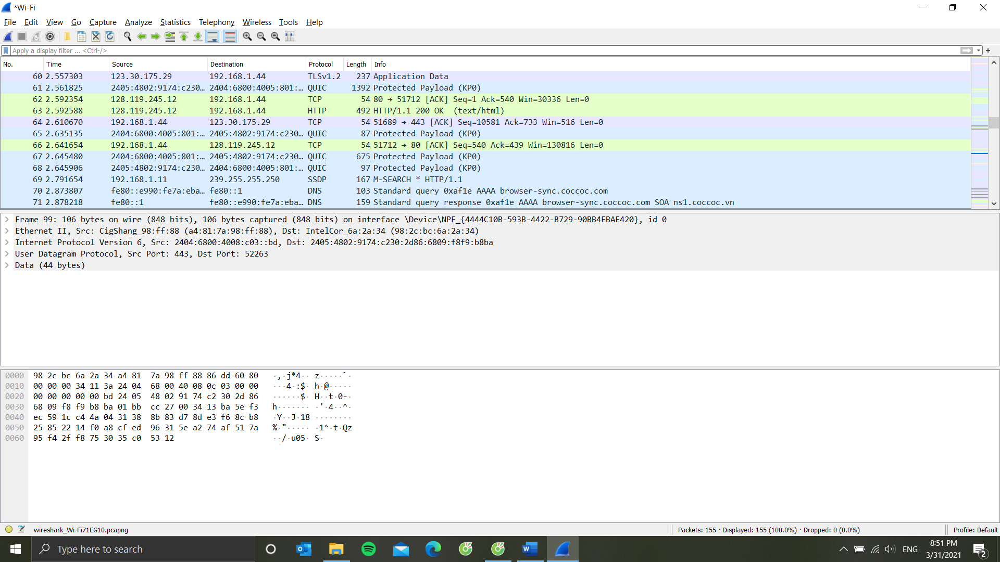 *Wi-Fi
File Edit View Go Capture Analyze Statistics Telephony Wireless Tools Help
Apply a display filter ... <Ctrl-/>
No. Time Source Destination Protocol Length Info
60 2.557303 123.30.175.29 192.168.1.44 TLSv1.2 237 Application Data
61 2.561825 2405:4802:9174:c230… 2404:6800:4005:801:… QUIC 1392 Protected Payload (KP0)
62 2.592354 128.119.245.12 192.168.1.44 TCP 54 80 → 51712 [ACK] Seq=1 Ack=540 Win=30336 Len=0
63 2.592588 128.119.245.12 192.168.1.44 HTTP 492 HTTP/1.1 200 OK (text/html)
64 2.610670 192.168.1.44 123.30.175.29 TCP 54 51689 → 443 [ACK] Seq=10581 Ack=733 Win=516 Len=0
65 2.635135 2404:6800:4005:801:… 2405:4802:9174:c230… QUIC 87 Protected Payload (KP0)
66 2.641654 192.168.1.44 128.119.245.12 TCP 54 51712 → 80 [ACK] Seq=540 Ack=439 Win=130816 Len=0
67 2.645480 2404:6800:4005:801:… 2405:4802:9174:c230… QUIC 675 Protected Payload (KP0)
68 2.645906 2405:4802:9174:c230… 2404:6800:4005:801:… QUIC 97 Protected Payload (KP0)
69 2.791654 192.168.1.11 239.255.255.250 SSDP 167 M-SEARCH * HTTP/1.1
70 2.873807 fe80::e990:fe7a:eba… fe80::1 DNS 103 Standard query 0xaf1e AAAA browser-sync.coccoc.com
71 2.878218 fe80::1 fe80::e990:fe7a:eba… DNS 159 Standard query response 0xaf1e AAAA browser-sync.coccoc.com SOA ns1.coccoc.vn
Frame 99: 106 bytes on wire (848 bits), 106 bytes captured (848 bits) on interface \Device\NPF_{4444C10B-593B-4422-B729-90BB4EBAE420}, id 0
Ethernet II, Src: CigShang_98:ff:88 (a4:81:7a:98:ff:88), Dst: IntelCor_6a:2a:34 (98:2c:bc:6a:2a:34)
Internet Protocol Version 6, Src: 2404:6800:4008:c03::bd, Dst: 2405:4802:9174:c230:2d86:6809:f8f9:b8ba
User Datagram Protocol, Src Port: 443, Dst Port: 52263
Data (44 bytes)
0000 98 2c bc 6a 2a 34 a4 81 7a 98 ff 88 86 dd 60 80 ·,·j*4·· z·····`·
0010 00 00 00 34 11 3a 24 04 68 00 40 08 0c 03 00 00 ···4·:$· h·@·····
0020 00 00 00 00 00 bd 24 05 48 02 91 74 c2 30 2d 86 ······$· H··t·0-·
0030 68 09 f8 f9 b8 ba 01 bb cc 27 00 34 13 ba 5e f3 h······· ·'·4··^·
0040 ec 59 1c c4 4a 04 31 38 8b 83 d7 8d e3 f6 8c b8 ·Y··J·18 ········
0050 25 85 22 14 f0 a8 cf ed 96 31 5e a2 74 af 51 7a %·"····· ·1^·t·Qz
0060 95 f4 2f f8 75 30 35 c0 53 12 ··/·u05· S·
wireshark_Wi-Fi71EG10.pcapng Packets: 155 · Displayed: 155 (100.0%) · Dropped: 0 (0.0%) Profile: Default
Type here to search ENG 8:51 PM
3/31/2021 2